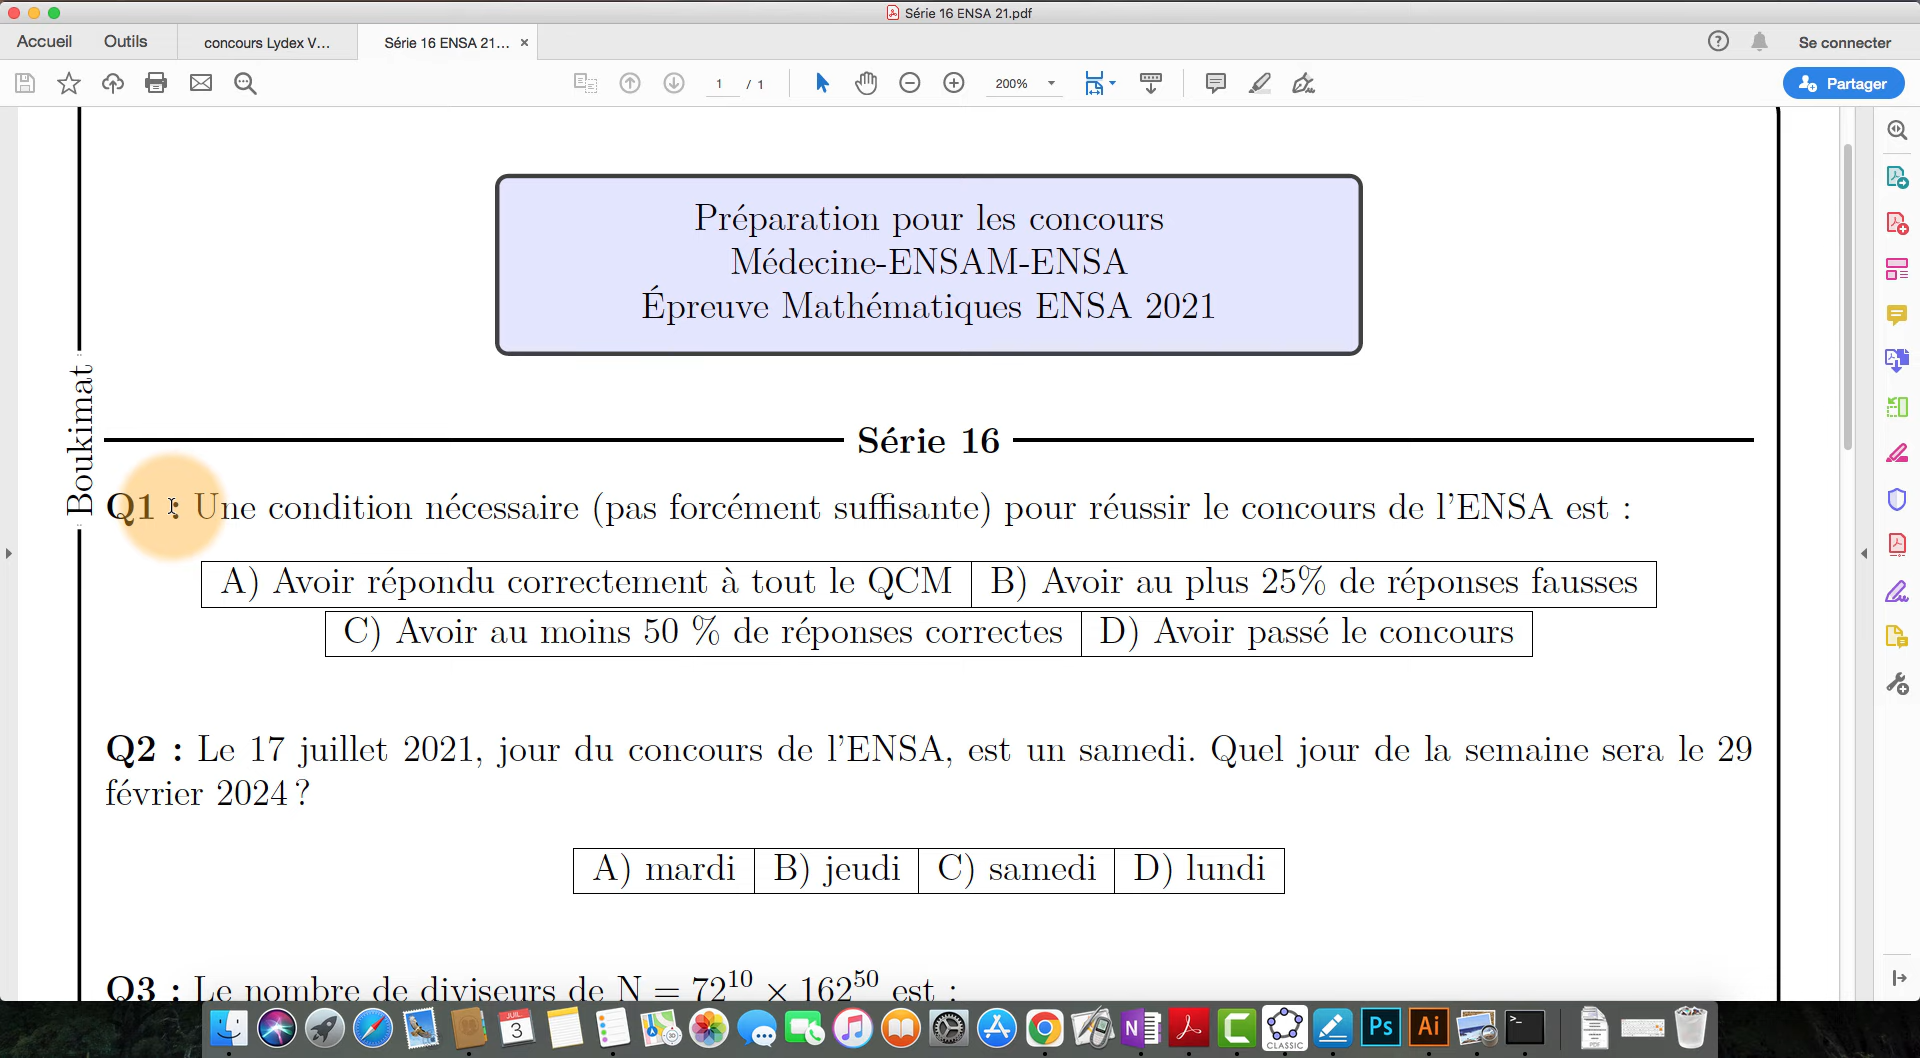 Série 16 ENSA 21.pdf
Accueil Outils concours Lydex V... Série 16 ENSA 21... × Se connecter
1 / 1 200% Partager
Préparation pour les concours
Médecine-ENSAM-ENSA
Épreuve Mathématiques ENSA 2021
Boukimat
Série 16
Q1 : Une condition nécessaire (pas forcément suffisante) pour réussir le concours de l'ENSA est :
A) Avoir répondu correctement à tout le QCM B) Avoir au plus 25% de réponses fausses
C) Avoir au moins 50 % de réponses correctes D) Avoir passé le concours
Q2 : Le 17 juillet 2021, jour du concours de l'ENSA, est un samedi. Quel jour de la semaine sera le 29
février 2024 ?
A) mardi B) jeudi C) samedi D) lundi
Q3 : Le nombre de diviseurs de N = 72¹⁰ × 162⁵⁰ est :
JUIL. 3 N CLASSIC Ps Ai